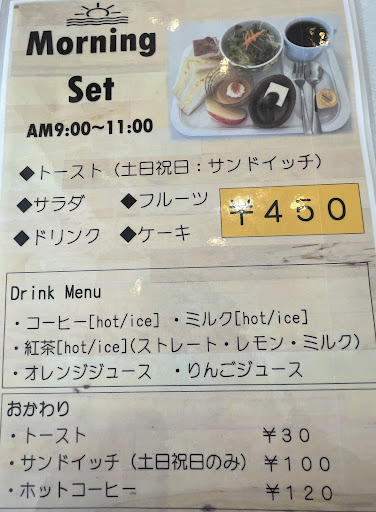 Morning
Set
AM9:00～11:00
◆トースト（土日祝日：サンドイッチ）
◆サラダ ◆フルーツ
◆ドリンク ◆ケーキ
￥４５０
Drink Menu
・コーヒー[hot/ice] ・ミルク[hot/ice]
・紅茶[hot/ice](ストレート・レモン・ミルク)
・オレンジジュース ・りんごジュース
おかわり
・トースト ￥３０
・サンドイッチ（土日祝日のみ）￥１００
・ホットコーヒー ￥１２０